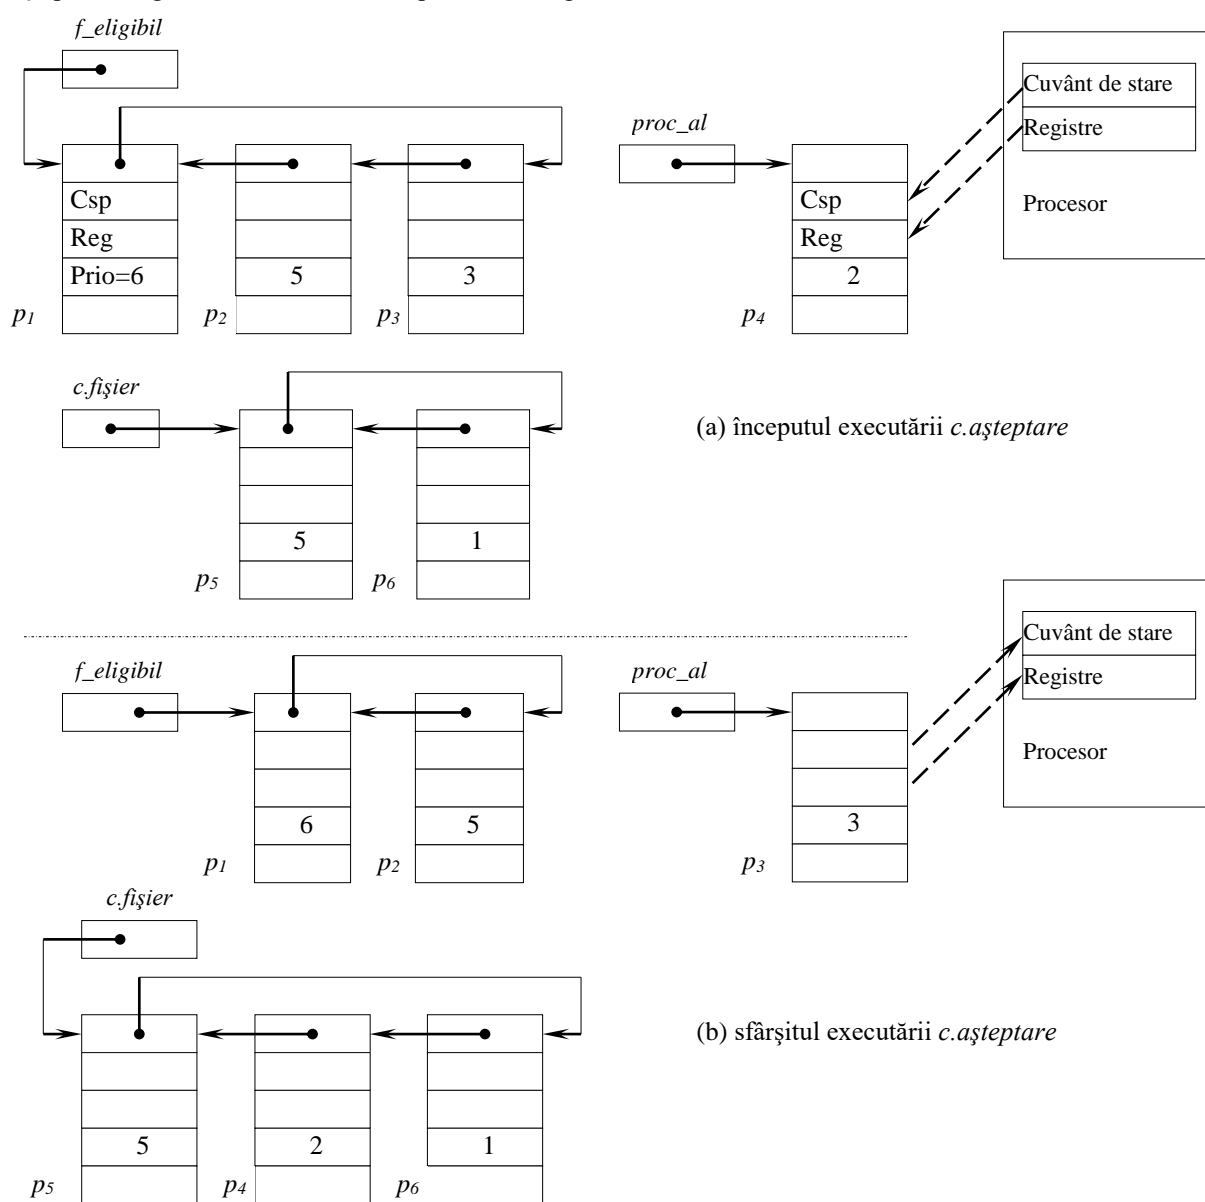 f_eligibil
proc_al
Cuvânt de stare
Registre
Procesor
Csp
Reg
Prio=6
5
3
p1
p2
p3
Csp
Reg
2
p4
c.fişier
(a) începutul executării c.aşteptare
5
1
p5
p6
f_eligibil
proc_al
Cuvânt de stare
Registre
Procesor
6
5
3
p1
p2
p3
c.fişier
(b) sfârşitul executării c.aşteptare
5
2
1
p5
p4
p6